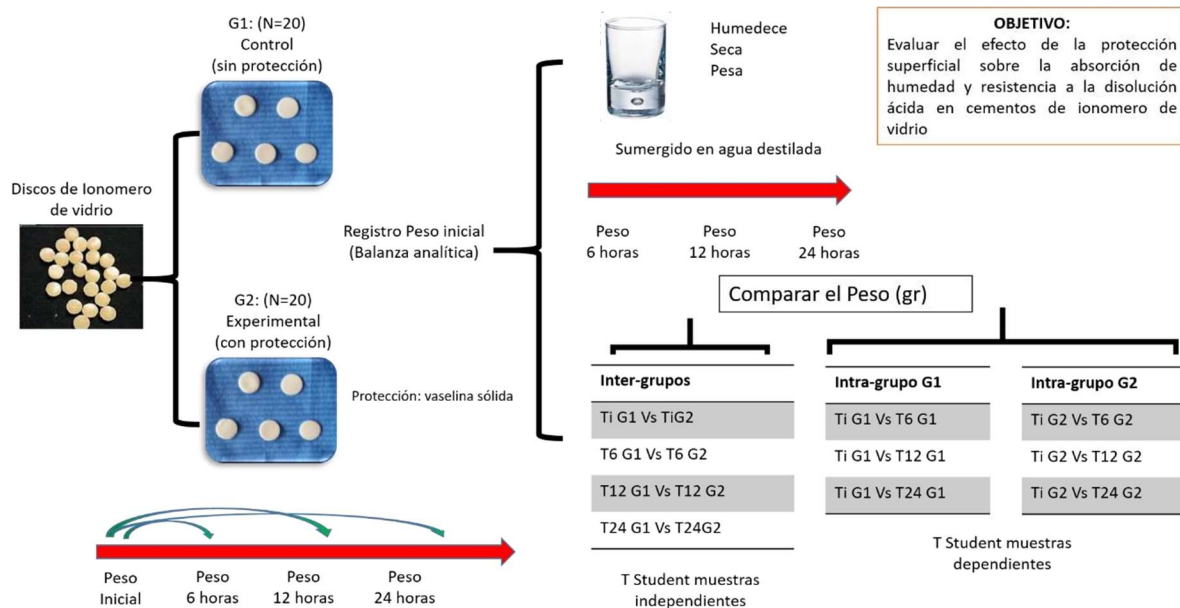 G1: (N=20)
Control
(sin protección)
Discos de Ionomero
de vidrio
G2: (N=20)
Experimental
(con protección)
Protección: vaselina sólida
Registro Peso inicial
(Balanza analítica)
Humedece
Seca
Pesa
Sumergido en agua destilada
Peso
6 horas
Peso
12 horas
Peso
24 horas
OBJETIVO:
Evaluar el efecto de la protección
superficial sobre la absorción de
humedad y resistencia a la disolución
ácida en cementos de ionomero de
vidrio
Comparar el Peso (gr)
Inter-grupos
Ti G1 Vs TiG2
T6 G1 Vs T6 G2
T12 G1 Vs T12 G2
T24 G1 Vs T24G2
T Student muestras
independientes
Intra-grupo G1
Ti G1 Vs T6 G1
Ti G1 Vs T12 G1
Ti G1 Vs T24 G1
Intra-grupo G2
Ti G2 Vs T6 G2
Ti G2 Vs T12 G2
Ti G2 Vs T24 G2
T Student muestras
dependientes
Peso
Inicial
Peso
6 horas
Peso
12 horas
Peso
24 horas